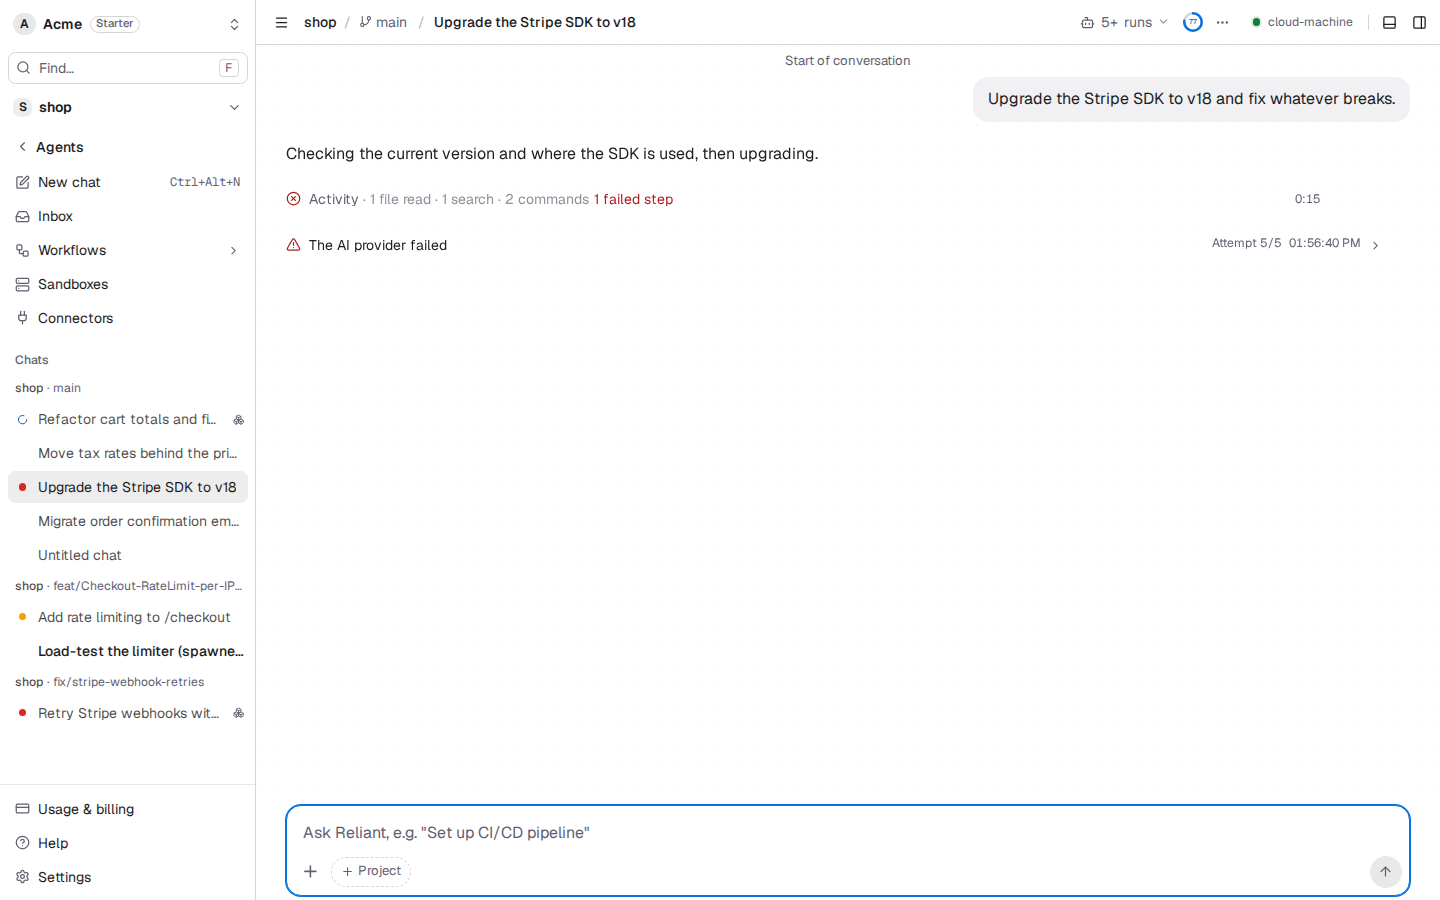 A Acme Starter
Find... F
S shop
Agents
New chat Ctrl+Alt+N
Inbox
Workflows
Sandboxes
Connectors
Chats
shop · main
Refactor cart totals and fi...
Move tax rates behind the pri...
Upgrade the Stripe SDK to v18
Migrate order confirmation em...
Untitled chat
shop · feat/Checkout-RateLimit-per-IP...
Add rate limiting to /checkout
Load-test the limiter (spawne...
shop · fix/stripe-webhook-retries
Retry Stripe webhooks wit...
Usage & billing
Help
Settings
shop / main / Upgrade the Stripe SDK to v18
5+ runs 77 cloud-machine
Start of conversation
Upgrade the Stripe SDK to v18 and fix whatever breaks.
Checking the current version and where the SDK is used, then upgrading.
Activity · 1 file read · 1 search · 2 commands 1 failed step 0:15
The AI provider failed Attempt 5/5 01:56:40 PM
Ask Reliant, e.g. "Set up CI/CD pipeline"
Project